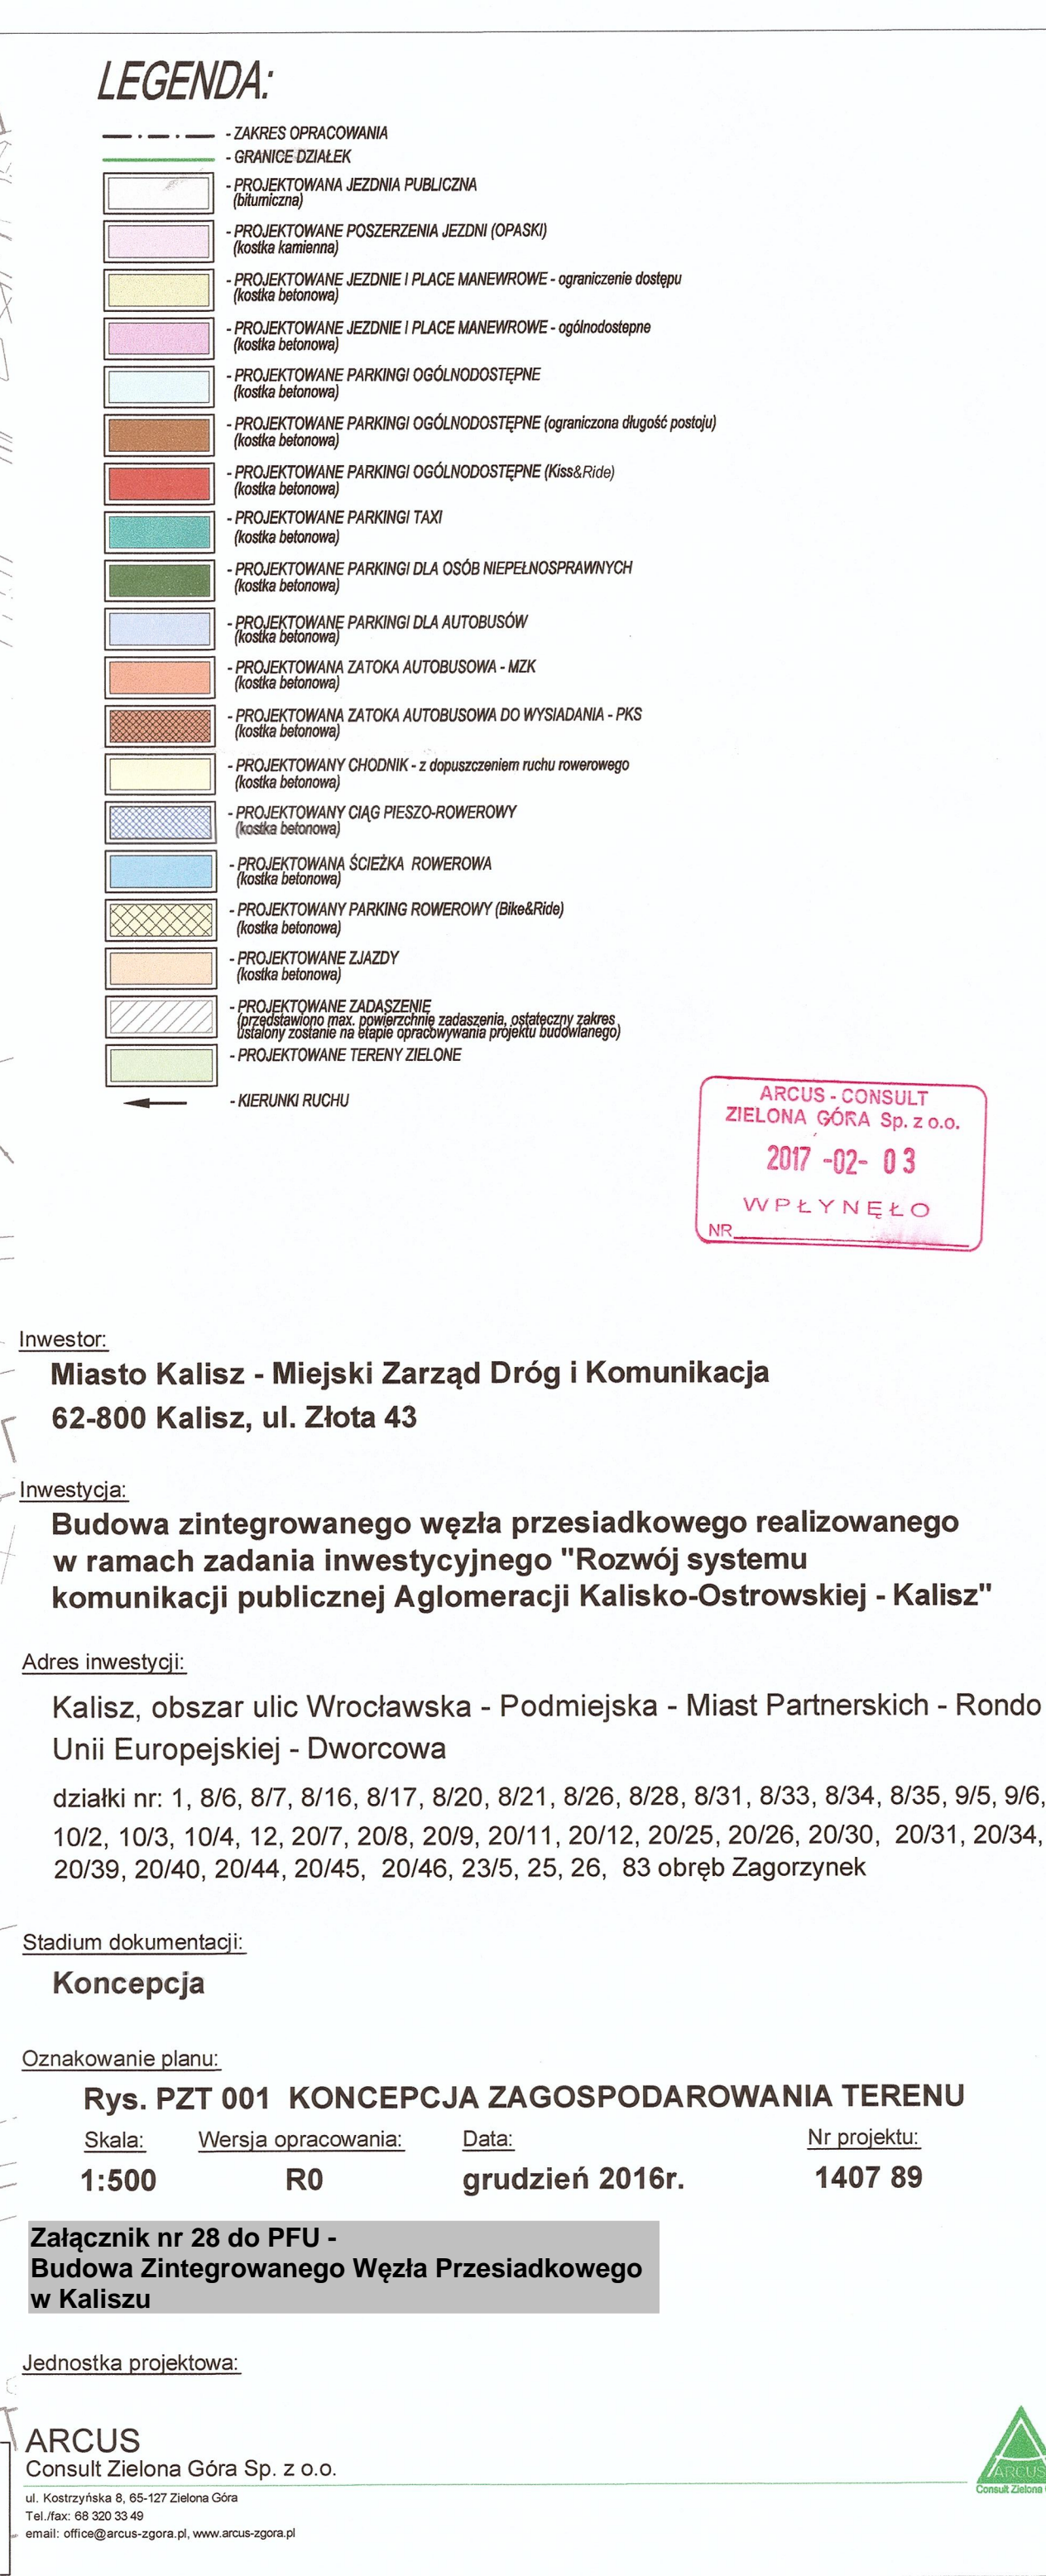 LEGENDA:
- ZAKRES OPRACOWANIA
- GRANICE DZIAŁEK
- PROJEKTOWANA JEZDNIA PUBLICZNA
(bitumiczna)
- PROJEKTOWANE POSZERZENIA JEZDNI (OPASKI)
(kostka kamienna)
- PROJEKTOWANE JEZDNIE I PLACE MANEWROWE - ograniczenie dostępu
(kostka betonowa)
- PROJEKTOWANE JEZDNIE I PLACE MANEWROWE - ogólnodostepne
(kostka betonowa)
- PROJEKTOWANE PARKINGI OGÓLNODOSTĘPNE
(kostka betonowa)
- PROJEKTOWANE PARKINGI OGÓLNODOSTĘPNE (ograniczona długość postoju)
(kostka betonowa)
- PROJEKTOWANE PARKINGI OGÓLNODOSTĘPNE (Kiss&Ride)
(kostka betonowa)
- PROJEKTOWANE PARKINGI TAXI
(kostka betonowa)
- PROJEKTOWANE PARKINGI DLA OSÓB NIEPEŁNOSPRAWNYCH
(kostka betonowa)
- PROJEKTOWANE PARKINGI DLA AUTOBUSÓW
(kostka betonowa)
- PROJEKTOWANA ZATOKA AUTOBUSOWA - MZK
(kostka betonowa)
- PROJEKTOWANA ZATOKA AUTOBUSOWA DO WYSIADANIA - PKS
(kostka betonowa)
- PROJEKTOWANY CHODNIK - z dopuszczeniem ruchu rowerowego
(kostka betonowa)
- PROJEKTOWANY CIĄG PIESZO-ROWEROWY
(kostka betonowa)
- PROJEKTOWANA ŚCIEŻKA ROWEROWA
(kostka betonowa)
- PROJEKTOWANY PARKING ROWEROWY (Bike&Ride)
(kostka betonowa)
- PROJEKTOWANE ZJAZDY
(kostka betonowa)
- PROJEKTOWANE ZADASZENIE
(przedstawiono max. powierzchnię zadaszenia, ostateczny zakres
ustalony zostanie na etapie opracowywania projektu budowlanego)
- PROJEKTOWANE TERENY ZIELONE
- KIERUNKI RUCHU
ARCUS - CONSULT
ZIELONA GÓRA Sp. z o.o.
2017 -02- 03
WPŁYNĘŁO
NR
Inwestor:
Miasto Kalisz - Miejski Zarząd Dróg i Komunikacja
62-800 Kalisz, ul. Złota 43
Inwestycja:
Budowa zintegrowanego węzła przesiadkowego realizowanego
w ramach zadania inwestycyjnego "Rozwój systemu
komunikacji publicznej Aglomeracji Kalisko-Ostrowskiej - Kalisz"
Adres inwestycji:
Kalisz, obszar ulic Wrocławska - Podmiejska - Miast Partnerskich - Rondo
Unii Europejskiej - Dworcowa
działki nr: 1, 8/6, 8/7, 8/16, 8/17, 8/20, 8/21, 8/26, 8/28, 8/31, 8/33, 8/34, 8/35, 9/5, 9/6,
10/2, 10/3, 10/4, 12, 20/7, 20/8, 20/9, 20/11, 20/12, 20/25, 20/26, 20/30, 20/31, 20/34,
20/39, 20/40, 20/44, 20/45, 20/46, 23/5, 25, 26, 83 obręb Zagorzynek
Stadium dokumentacji:
Koncepcja
Oznakowanie planu:
Rys. PZT 001 KONCEPCJA ZAGOSPODAROWANIA TERENU
Skala: Wersja opracowania: Data: Nr projektu:
1:500 R0 grudzień 2016r. 1407 89
Załącznik nr 28 do PFU -
Budowa Zintegrowanego Węzła Przesiadkowego
w Kaliszu
Jednostka projektowa:
ARCUS
Consult Zielona Góra Sp. z o.o.
ul. Kostrzyńska 8, 65-127 Zielona Góra
Tel./fax: 68 320 33 49
email: office@arcus-zgora.pl, www.arcus-zgora.pl
ARCUS
Consult Zielona